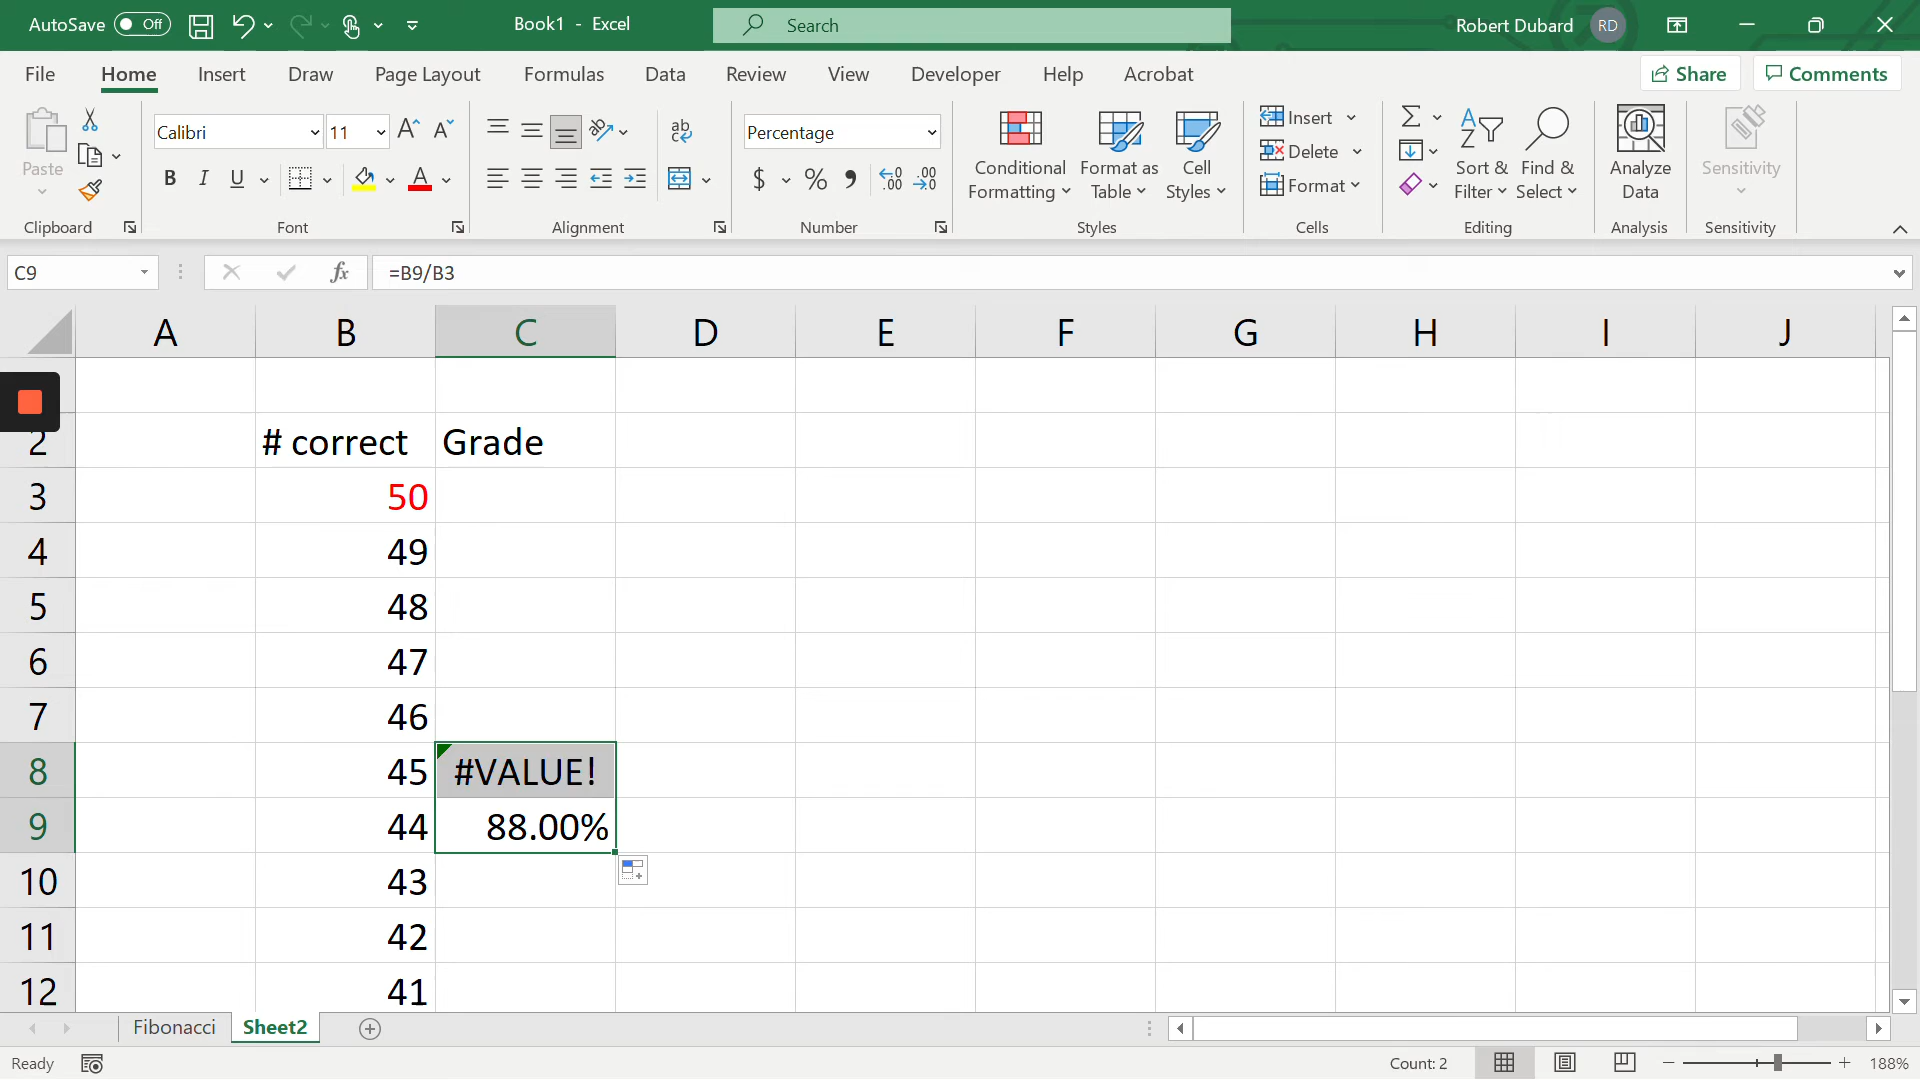 AutoSave Off Book1 - Excel Search Robert Dubard RD
File Home Insert Draw Page Layout Formulas Data Review View Developer Help Acrobat Share Comments
Calibri 11 ab Percentage Insert
Paste Conditional Format as Cell Delete Sort & Find & Analyze Sensitivity
B I U A $ % Formatting Table Styles Format Filter Select Data
Clipboard Font Alignment Number Styles Cells Editing Analysis Sensitivity
C9 fx =B9/B3
A B C D E F G H I J
2 # correct Grade
3 50
4 49
5 48
6 47
7 46
8 45 #VALUE!
9 44 88.00%
10 43
11 42
12 41
Fibonacci Sheet2
Ready Count: 2 188%